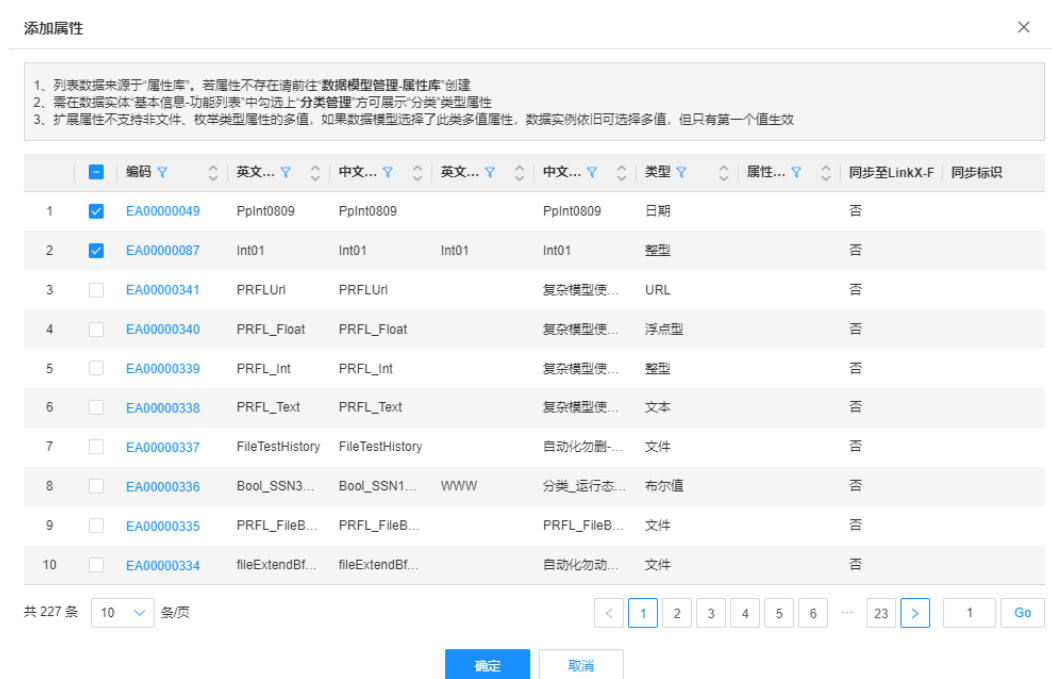 添加属性
1、列表数据来源于“属性库”。若属性不存在请前往“数据模型管理-属性库”创建
2、需在数据实体“基本信息-功能列表”中勾选上“分类管理”方可展示“分类”类型属性
3、扩展属性不支持非文件、枚举类型属性的多值，如果数据模型选择了此类多值属性，数据实例依旧可选择多值，但只有第一个值生效
编码 英文... 中文... 英文... 中文... 类型 属性... 同步至LinkX-F 同步标识
1 EA00000049 PpInt0809 PpInt0809 PpInt0809 日期 否
2 EA00000087 Int01 Int01 Int01 Int01 整型 否
3 EA00000341 PRFLUrl PRFLUrl 复杂模型使... URL 否
4 EA00000340 PRFL_Float PRFL_Float 复杂模型使... 浮点型 否
5 EA00000339 PRFL_Int PRFL_Int 复杂模型使... 整型 否
6 EA00000338 PRFL_Text PRFL_Text 复杂模型使... 文本 否
7 EA00000337 FileTestHistory FileTestHistory 自动化勿删-... 文件 否
8 EA00000336 Bool_SSN3... Bool_SSN1... WWW 分类_运行态... 布尔值 否
9 EA00000335 PRFL_FileB... PRFL_FileB... PRFL_FileB... 文件 否
10 EA00000334 fileExtendBf... fileExtendBf... 自动化勿动... 文件 否
共 227 条 10 条/页 < 1 2 3 4 5 6 ... 23 > 1 Go
确定 取消